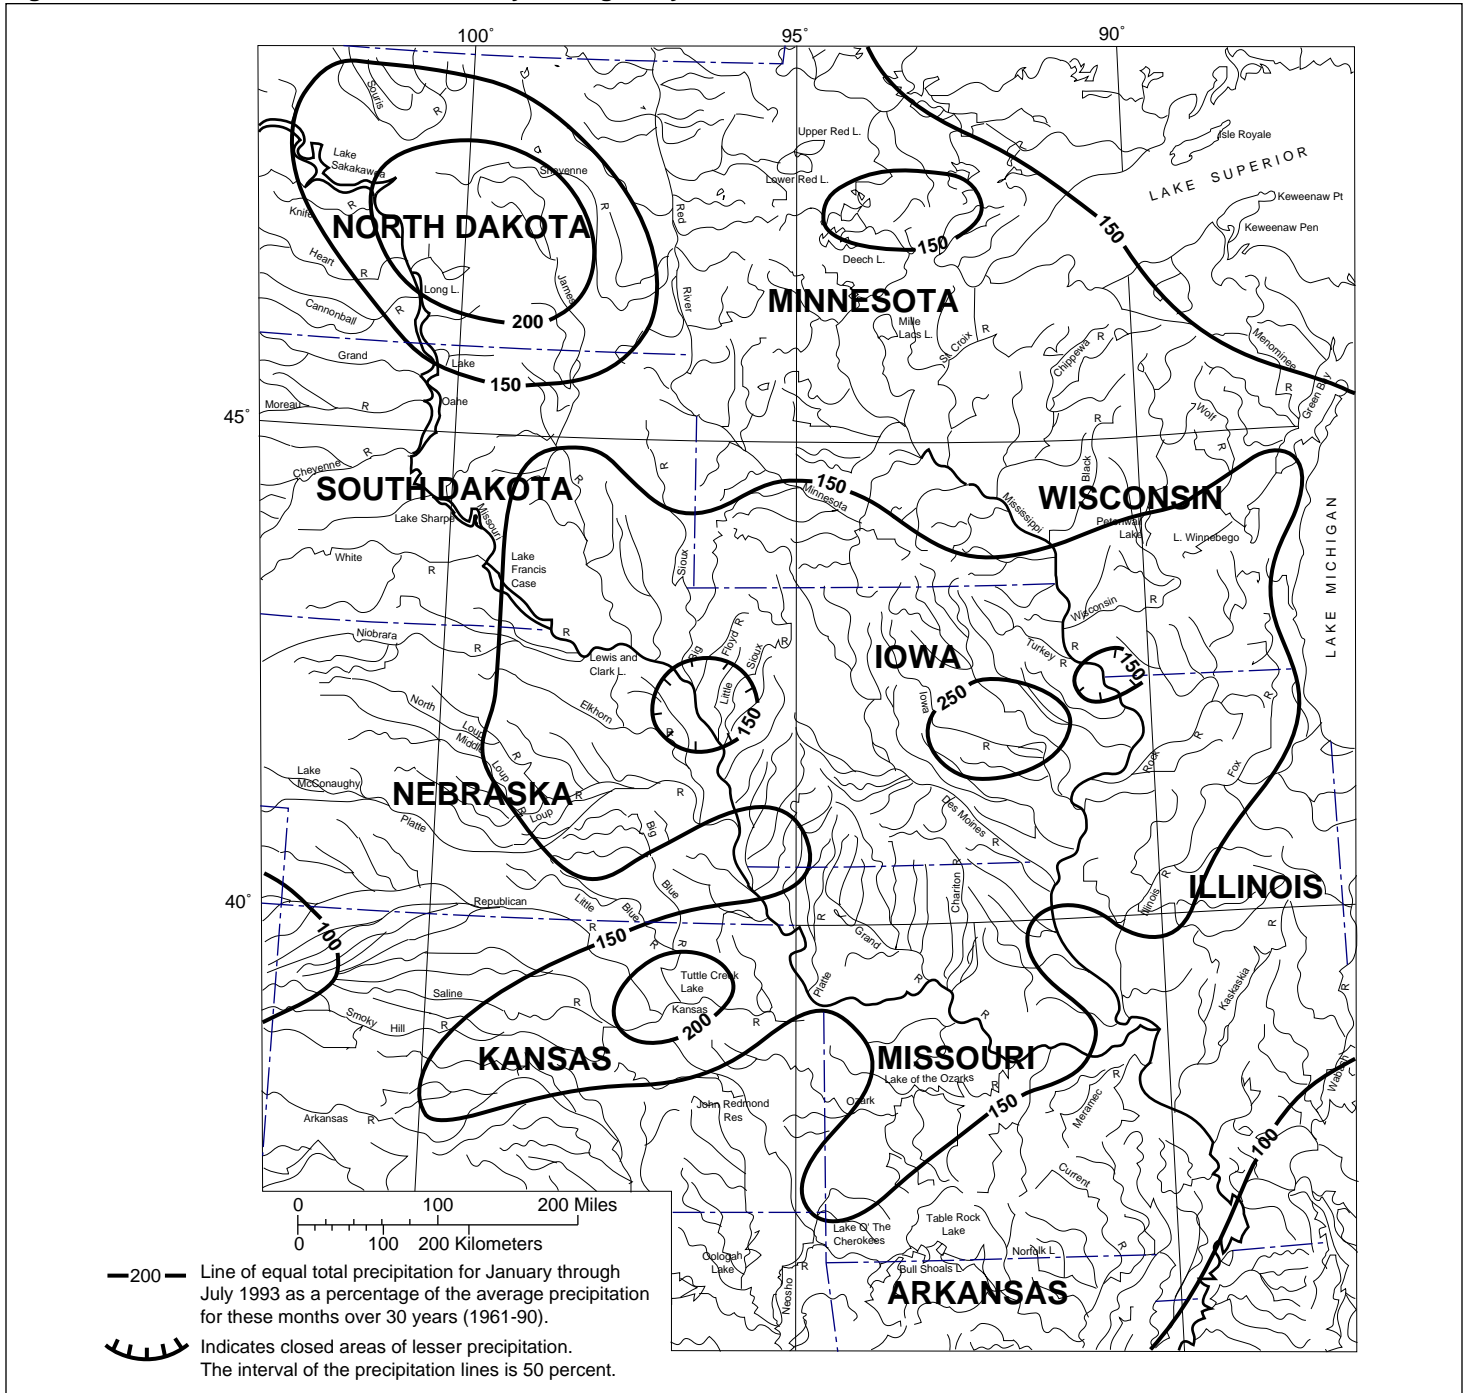 100°
95°
90°
Souris
R
Upper Red L.
Isle Royale
LAKE SUPERIOR
Lake
Sakakawea
Sheyenne
Lower Red L.
Keweenaw Pt
Knife
R
R
Red
150
Keweenaw Pen
NORTH DAKOTA
150
Heart
R
Deech L.
Long L.
James
River
MINNESOTA
Cannonball
R
200
Mille
Lacs L.
St. Croix
R
Chippewa
R
Menominee
Grand
Lake
150
R
Green Bay
Moreau
R
Oahe
45°
Wolf
R
R
Cheyenne
R
R
R
Black
SOUTH DAKOTA
150
Minnesota
WISCONSIN
Mississippi
Lake Sharpe
Missouri
Petenwall
Lake
L. Winnebego
LAKE MICHIGAN
White
R
Lake
Francis
Case
Sioux
Wisconsin
R
Niobrara
R
R
Floyd
R
R
Turkey
R
R
Lewis and
Clark L.
Big
Sioux
Little
IOWA
150
North
Elkhorn
R
150
Iowa
250
R
Loup
Middle
R
R
R
Lake
McConaughy
Loup
Rock
Fox
NEBRASKA
R
R
R
Loup
Platte
Big
Des Moines
R
Blue
Chariton
R
Illinois
R
ILLINOIS
40°
Republican
Little
Blue
R
R
100
150
R
R
Grand
Tuttle Creek
Lake
Platte
R
Kaskaskia
R
Saline
R
Kansas
R
200
R
Smoky
Hill
R
KANSAS
MISSOURI
Lake of the Ozarks
R
R
Wabash
Ozark
150
Meramec
John Redmond
Res
Arkansas
R
100
Current
0 100 200 Miles
0 100 200 Kilometers
Lake O' The
Cherokees
Table Rock
Lake
R
Norfolk L
Oologah
Lake
R
Bull Shoals L
Neosho
ARKANSAS
200
Line of equal total precipitation for January through
July 1993 as a percentage of the average precipitation
for these months over 30 years (1961-90).
Indicates closed areas of lesser precipitation.
The interval of the precipitation lines is 50 percent.